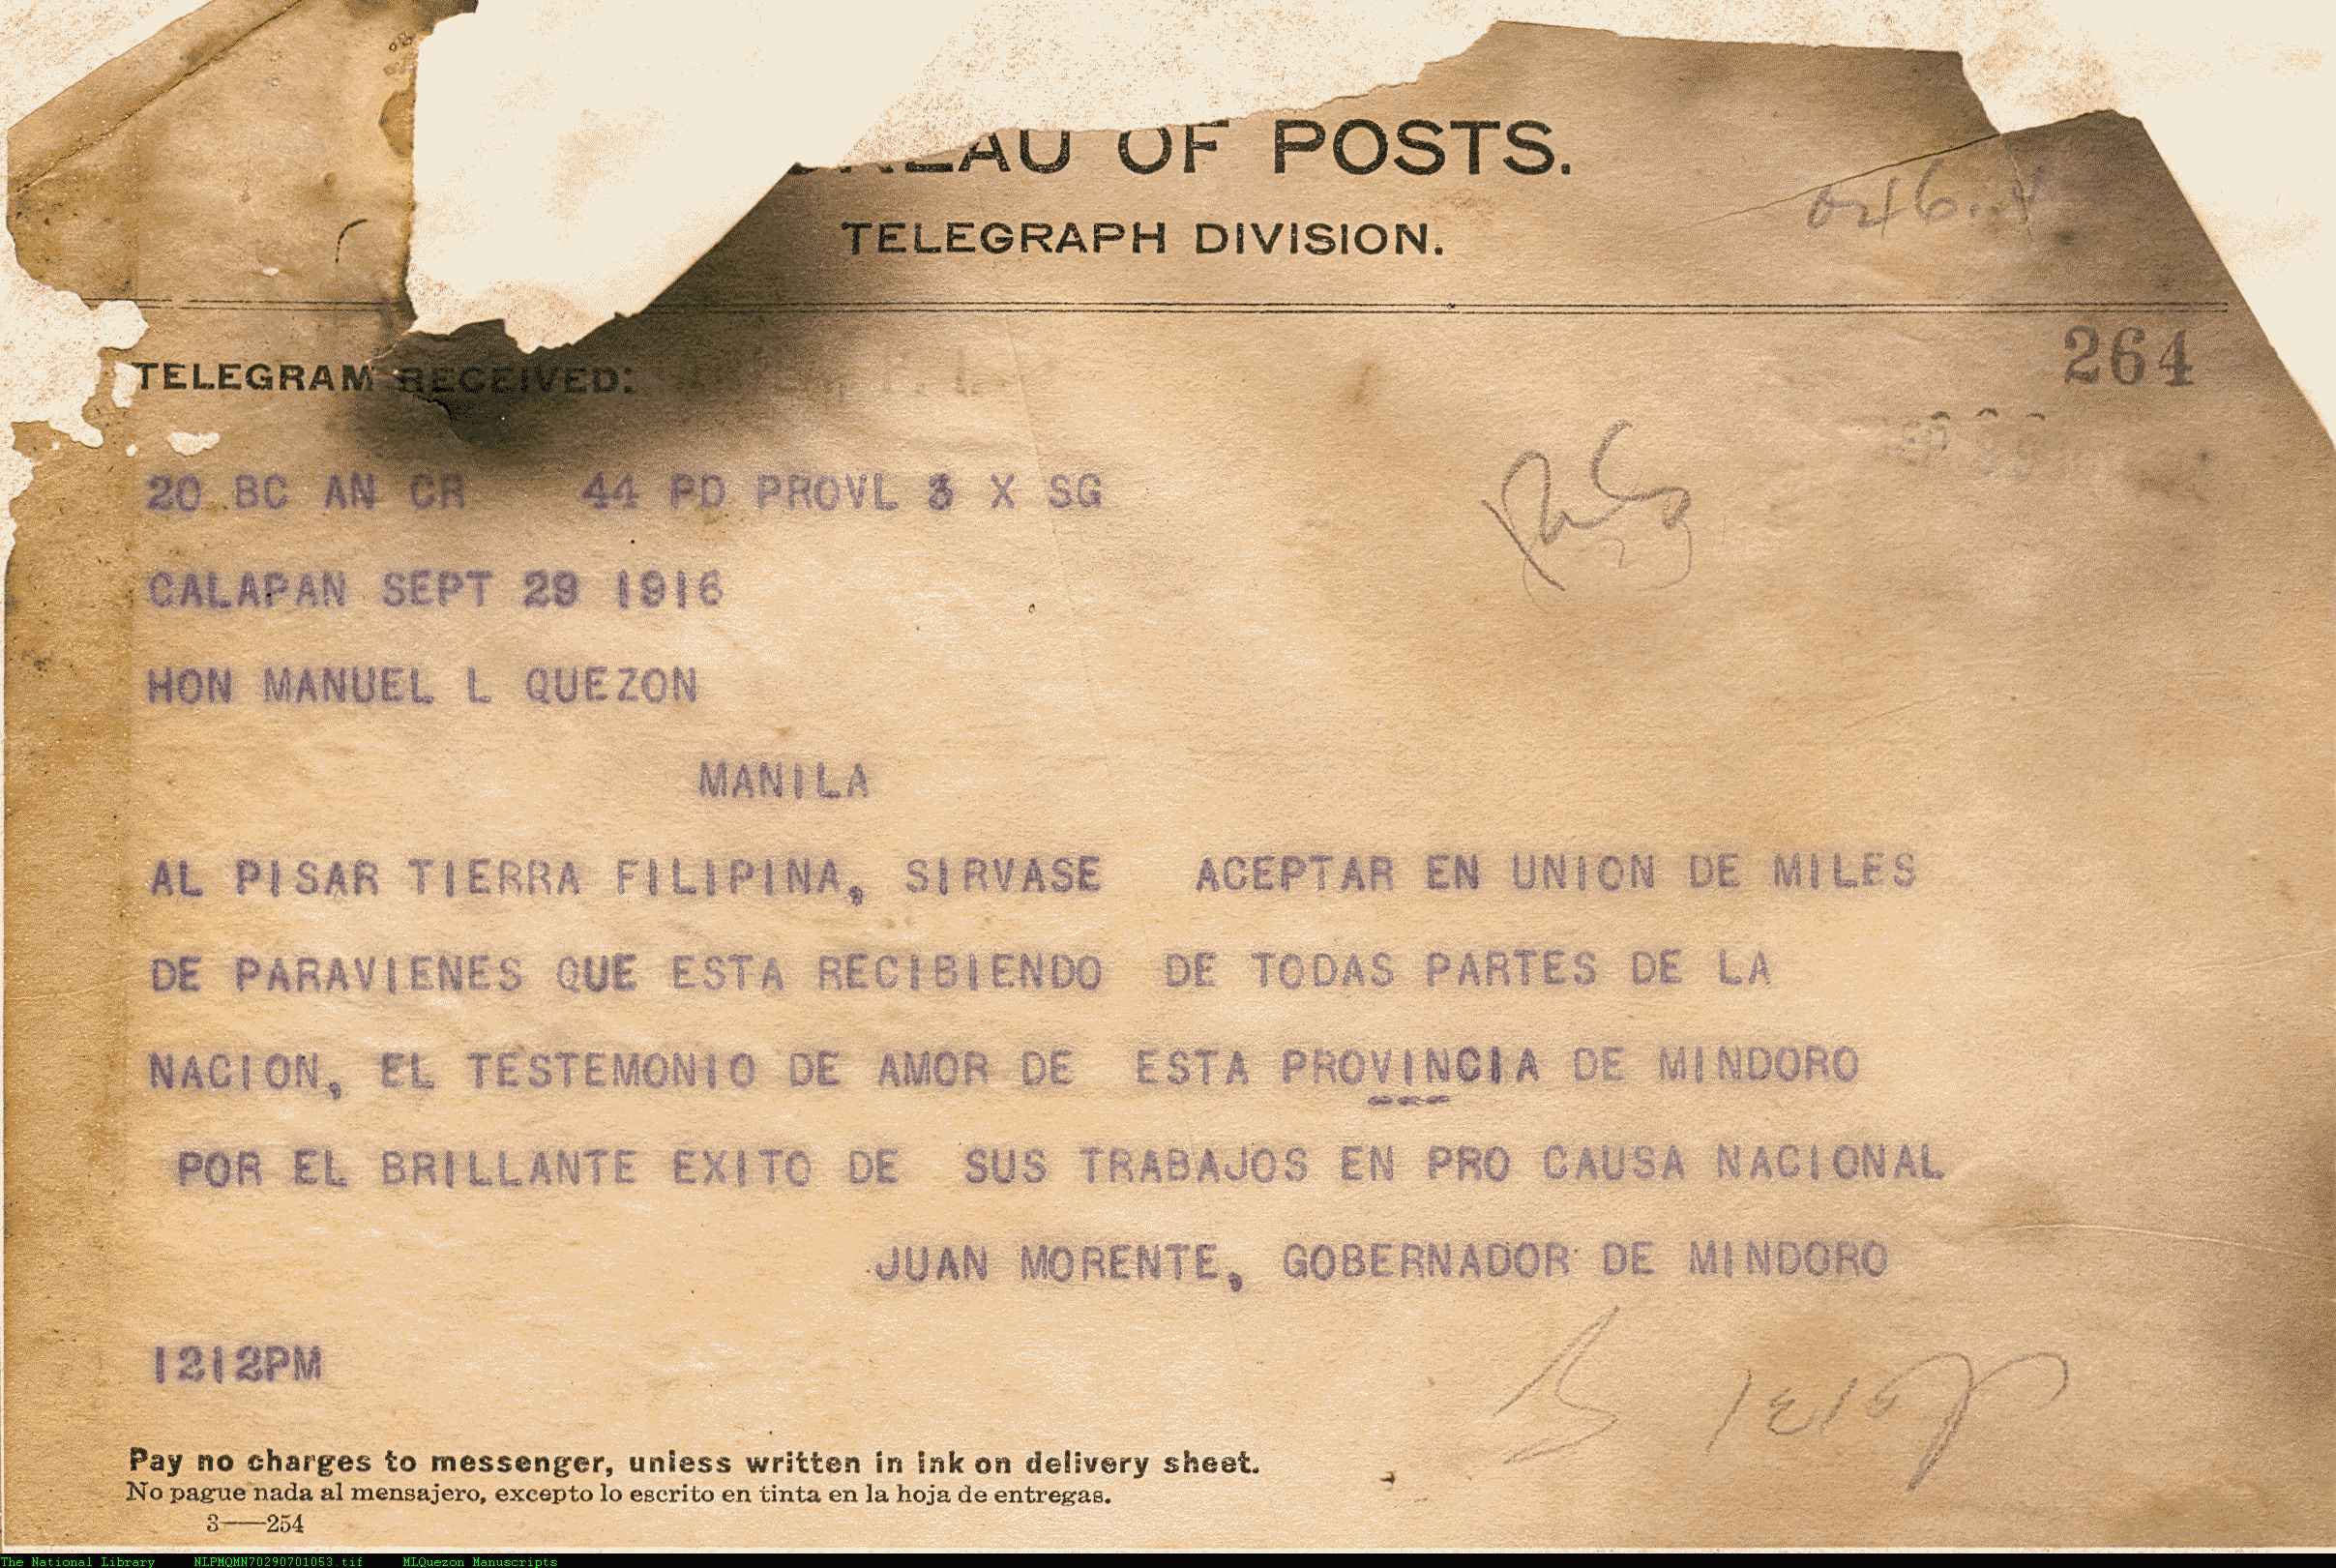 BUREAU OF POSTS.
TELEGRAPH DIVISION.
264
TELEGRAM RECEIVED:
20 BC AN CR 44 PD PROVL 3 X SG
CALAPAN SEPT 29 1916
HON MANUEL L QUEZON
MANILA
AL PISAR TIERRA FILIPINA, SIRVASE ACEPTAR EN UNION DE MILES
DE PARAVIENES QUE ESTA RECIBIENDO DE TODAS PARTES DE LA
NACION, EL TESTEMONIO DE AMOR DE ESTA PROVINCIA DE MINDORO
POR EL BRILLANTE EXITO DE SUS TRABAJOS EN PRO CAUSA NACIONAL
JUAN MORENTE, GOBERNADOR DE MINDORO
1212PM
Pay no charges to messenger, unless written in ink on delivery sheet.
No pague nada al mensajero, excepto lo escrito en tinta en la hoja de entregas.
3—254
The National Library NLPMQMN70290701053.tif MLQuezon Manuscripts